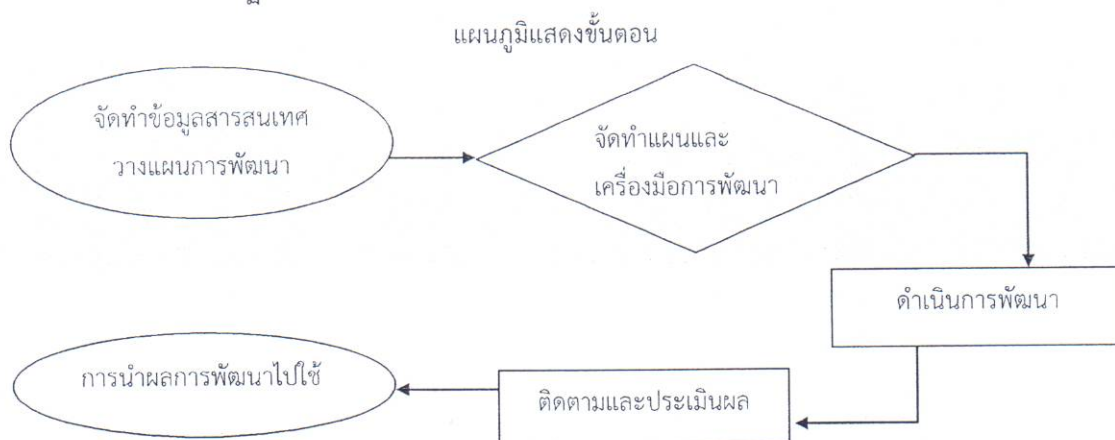 แผนภูมิแสดงขั้นตอน
จัดทำข้อมูลสารสนเทศ
วางแผนการพัฒนา
จัดทำแผนและ
เครื่องมือการพัฒนา
ดำเนินการพัฒนา
การนำผลการพัฒนาไปใช้
ติดตามและประเมินผล